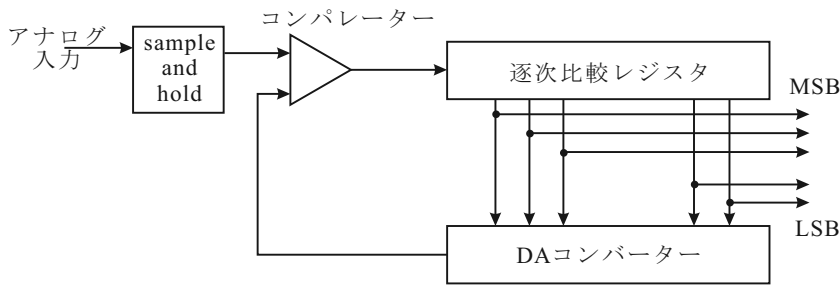 コンパレーター
アナログ
入力
sample
and
hold
逐次比較レジスタ
MSB
LSB
DAコンバーター